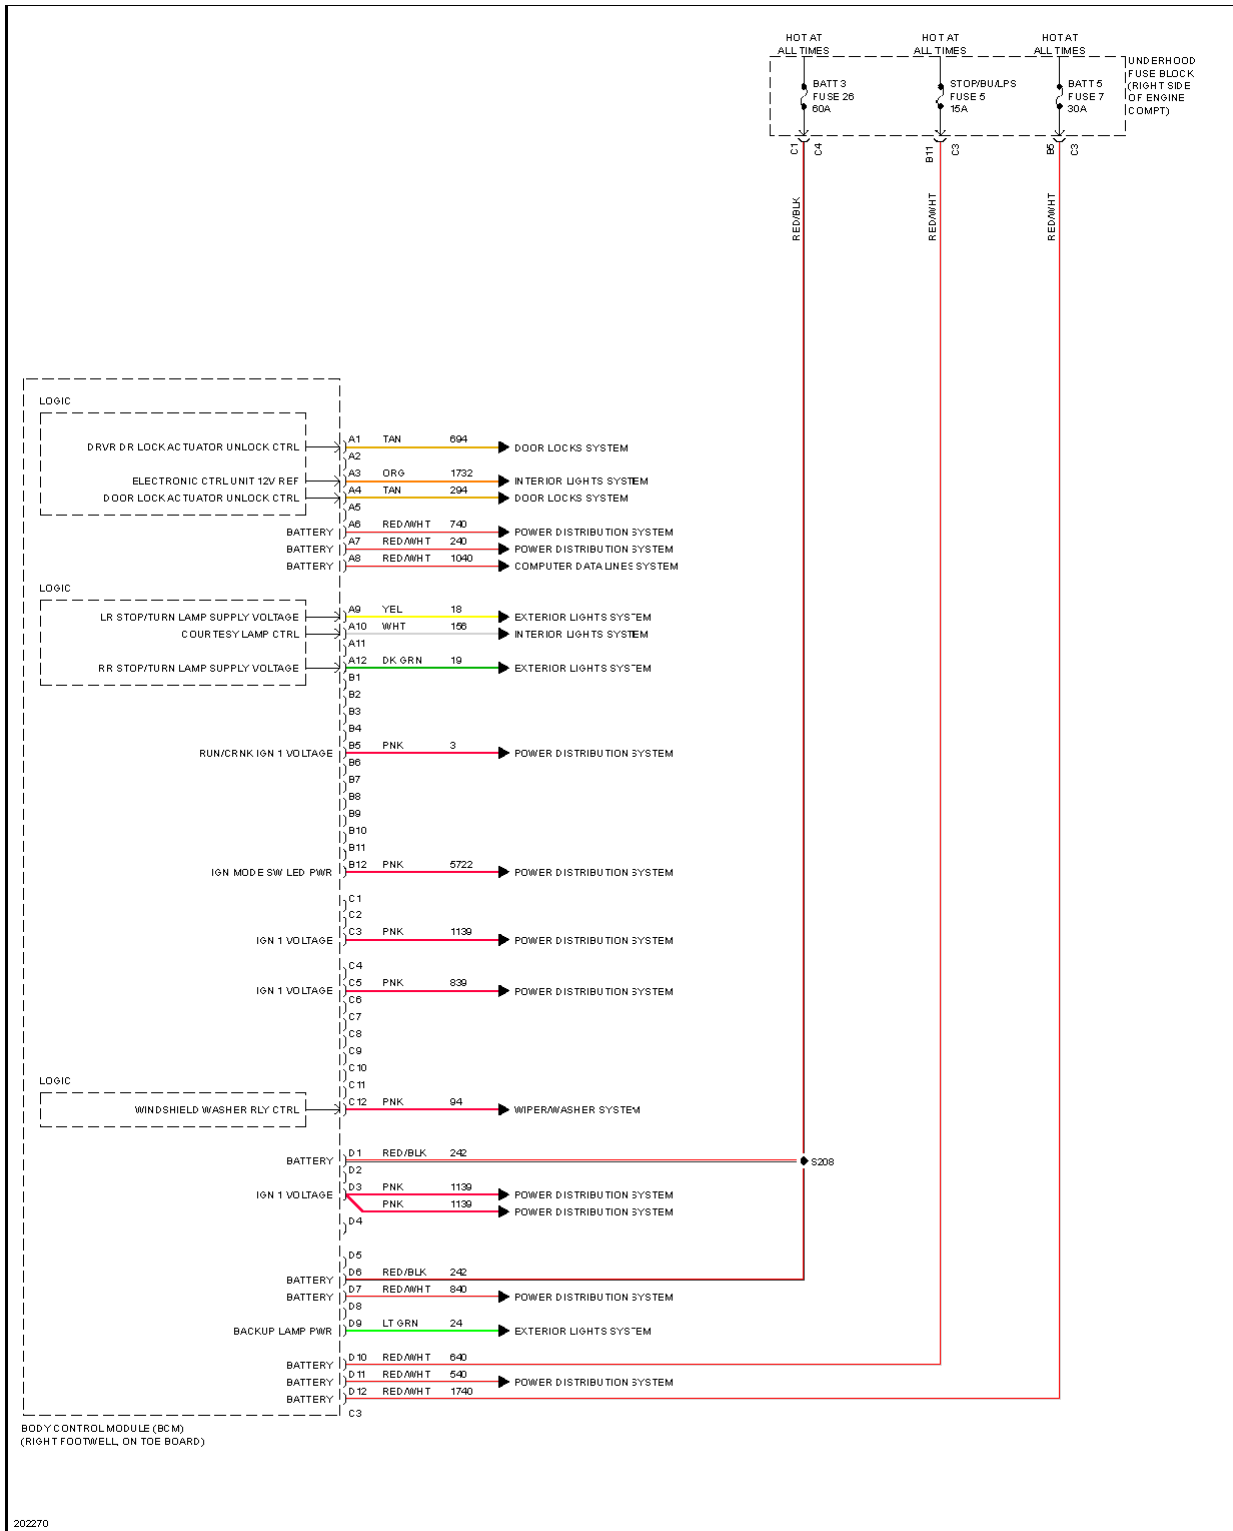 HOT AT
ALL TIMES
HOT AT
ALL TIMES
HOT AT
ALL TIMES
BATT 3
FUSE 26
60A
STOP/BU/LPS
FUSE 5
15A
BATT 5
FUSE 7
30A
UNDERHOOD
FUSE BLOCK
(RIGHT SIDE
OF ENGINE
COMPT)
C1
C4
B11
C3
B5
C3
RED/BLK
RED/WHT
RED/WHT
LOGIC
DRVR DR LOCK ACTUATOR UNLOCK CTRL A1 TAN 694 DOOR LOCKS SYSTEM
A2
ELECTRONIC CTRL UNIT 12V REF A3 ORG 1732 INTERIOR LIGHTS SYSTEM
DOOR LOCK ACTUATOR UNLOCK CTRL A4 TAN 294 DOOR LOCKS SYSTEM
A5
BATTERY A6 RED/WHT 740 POWER DISTRIBUTION SYSTEM
BATTERY A7 RED/WHT 240 POWER DISTRIBUTION SYSTEM
BATTERY A8 RED/WHT 1040 COMPUTER DATA LINES SYSTEM
LOGIC
LR STOP/TURN LAMP SUPPLY VOLTAGE A9 YEL 18 EXTERIOR LIGHTS SYSTEM
COURTESY LAMP CTRL A10 WHT 156 INTERIOR LIGHTS SYSTEM
A11
RR STOP/TURN LAMP SUPPLY VOLTAGE A12 DK GRN 19 EXTERIOR LIGHTS SYSTEM
B1
B2
B3
B4
RUN/CRNK IGN 1 VOLTAGE B5 PNK 3 POWER DISTRIBUTION SYSTEM
B6
B7
B8
B9
B10
B11
IGN MODE SW LED PWR B12 PNK 5722 POWER DISTRIBUTION SYSTEM
C1
C2
IGN 1 VOLTAGE C3 PNK 1139 POWER DISTRIBUTION SYSTEM
C4
IGN 1 VOLTAGE C5 PNK 839 POWER DISTRIBUTION SYSTEM
C6
C7
C8
C9
C10
C11
LOGIC
WINDSHIELD WASHER RLY CTRL C12 PNK 94 WIPER/WASHER SYSTEM
BATTERY D1 RED/BLK 242 S208
D2
IGN 1 VOLTAGE D3 PNK 1139 POWER DISTRIBUTION SYSTEM
PNK 1139 POWER DISTRIBUTION SYSTEM
D4
D5
BATTERY D6 RED/BLK 242
BATTERY D7 RED/WHT 840 POWER DISTRIBUTION SYSTEM
D8
BACKUP LAMP PWR D9 LT GRN 24 EXTERIOR LIGHTS SYSTEM
BATTERY D10 RED/WHT 640
BATTERY D11 RED/WHT 540 POWER DISTRIBUTION SYSTEM
BATTERY D12 RED/WHT 1740
C3
BODY CONTROL MODULE (BCM)
(RIGHT FOOTWELL, ON TOE BOARD)
202270